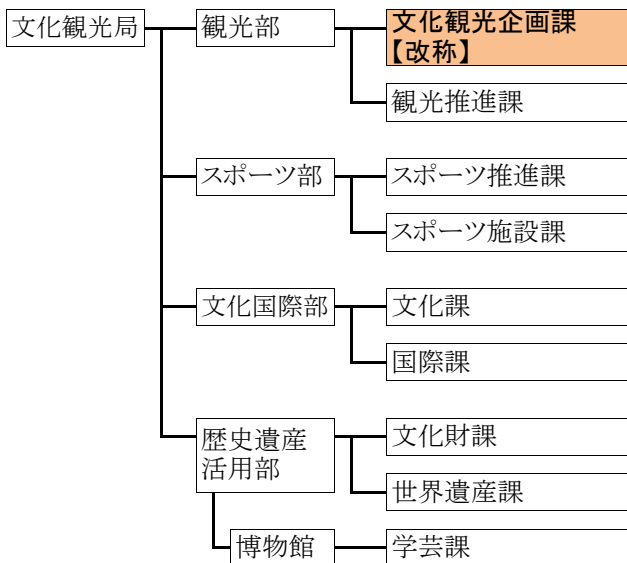 文化観光局
観光部
文化観光企画課
【改称】
観光推進課
スポーツ部
スポーツ推進課
スポーツ施設課
文化国際部
文化課
国際課
歴史遺産
活用部
文化財課
世界遺産課
博物館
学芸課